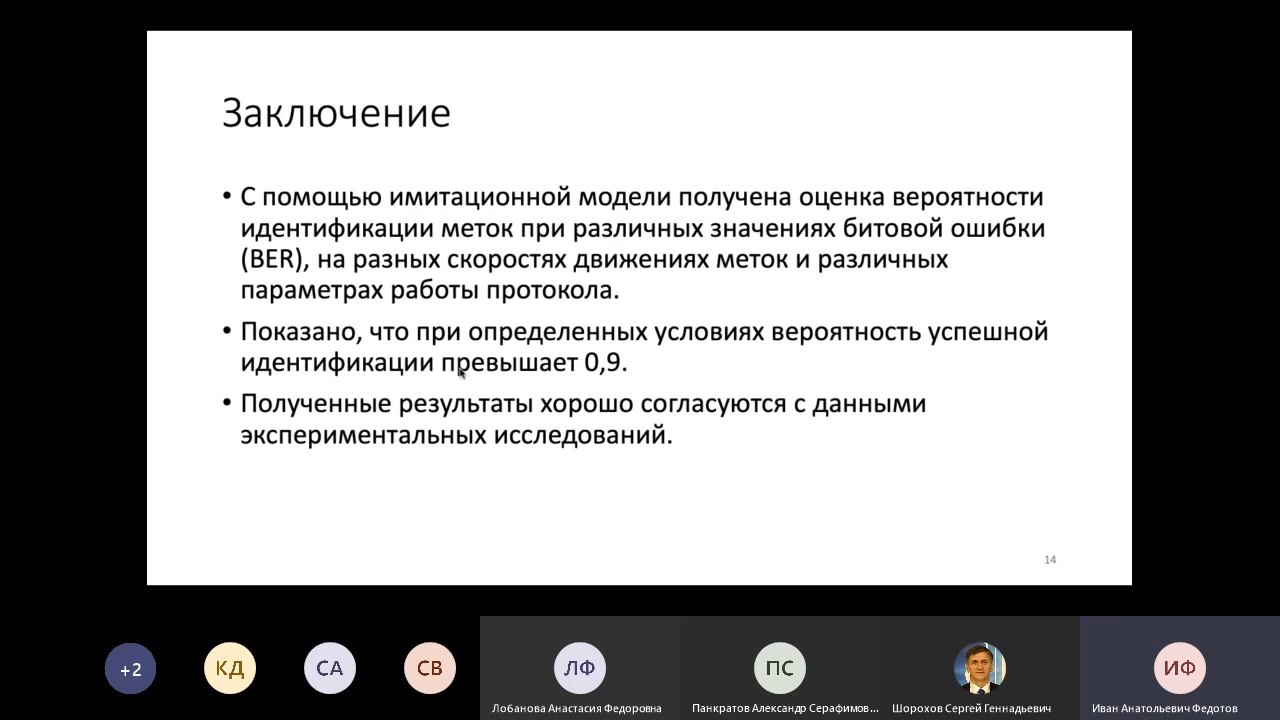 Заключение
• С помощью имитационной модели получена оценка вероятности
идентификации меток при различных значениях битовой ошибки
(BER), на разных скоростях движениях меток и различных
параметрах работы протокола.
• Показано, что при определенных условиях вероятность успешной
идентификации превышает 0,9.
• Полученные результаты хорошо согласуются с данными
экспериментальных исследований.
14
+2
КД
СА
СВ
ЛФ
ПС
ИФ
Лобанова Анастасия Федоровна
Панкратов Александр Серафимов...
Шорохов Сергей Геннадьевич
Иван Анатольевич Федотов